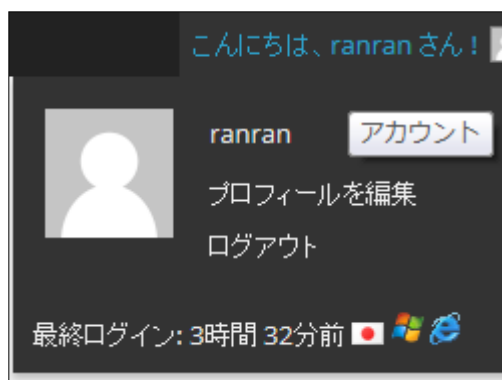 こんにちは、ranran さん !
ranran
アカウント
プロフィールを編集
ログアウト
最終ログイン: 3時間 32分前